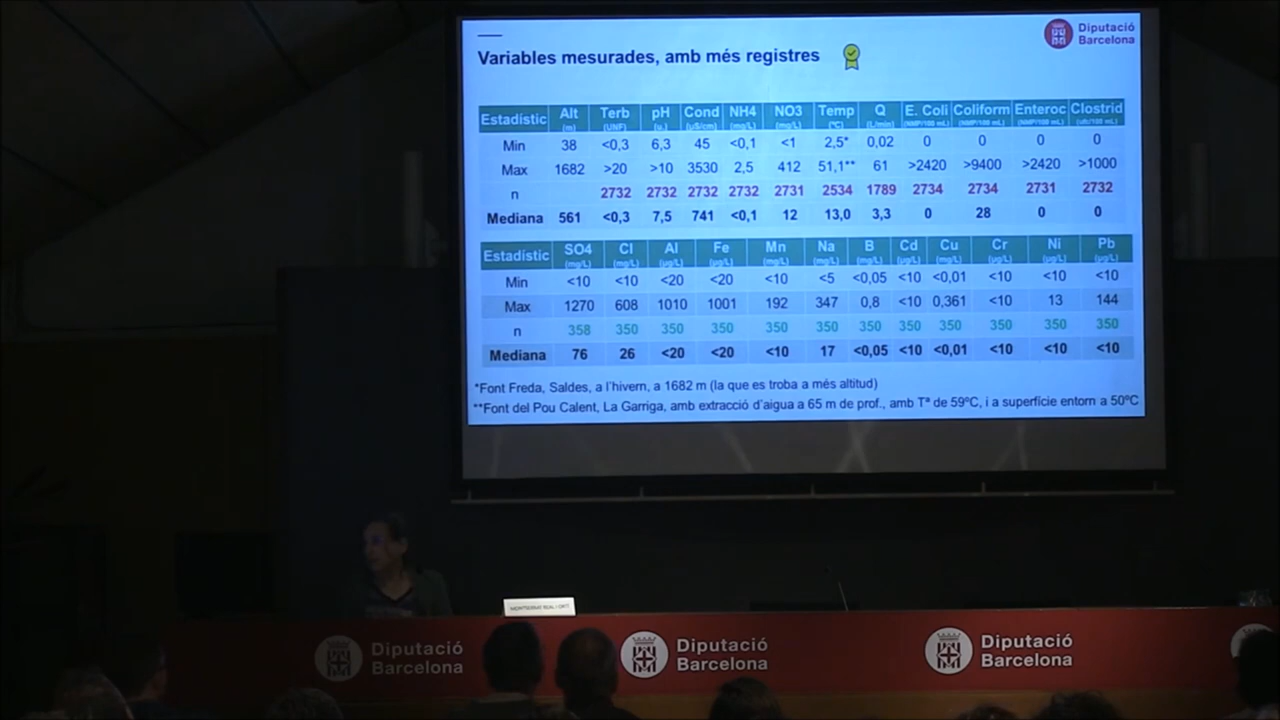 Diputació
Barcelona
Variables mesurades, amb més registres
Estadístic Alt Terb pH Cond NH4 NO3 Temp Q E. Coli Coliform Enteroc Clostrid
(m) (UNF) (u.) (µS/cm) (mg/L) (mg/L) (ºC) (L/min) (NMP/100 mL) (NMP/100 mL) (NMP/100 mL) (ufc/100 mL)
Min 38 <0,3 6,3 45 <0,1 <1 2,5* 0,02 0 0 0 0
Max 1682 >20 >10 3530 2,5 412 51,1** 61 >2420 >9400 >2420 >1000
n 2732 2732 2732 2732 2731 2534 1789 2734 2734 2731 2732
Mediana 561 <0,3 7,5 741 <0,1 12 13,0 3,3 0 28 0 0
Estadístic SO4 Cl Al Fe Mn Na B Cd Cu Cr Ni Pb
(mg/L) (mg/L) (µg/L) (µg/L) (mg/L) (mg/L) (mg/L) (µg/L) (mg/L) (µg/L) (µg/L) (µg/L)
Min <10 <10 <20 <20 <10 <5 <0,05 <10 <0,01 <10 <10 <10
Max 1270 608 1010 1001 192 347 0,8 <10 0,361 <10 13 144
n 358 350 350 350 350 350 350 350 350 350 350 350
Mediana 76 26 <20 <20 <10 17 <0,05 <10 <0,01 <10 <10 <10
*Font Freda, Saldes, a l'hivern, a 1682 m (la que es troba a més altitud)
**Font del Pou Calent, La Garriga, amb extracció d'aigua a 65 m de prof., amb Tª de 59ºC, i a superfície entorn a 50ºC
MONTSERRAT REAL I ORTÍ
Diputació
Barcelona
Diputació
Barcelona
Diputació
Barcelona